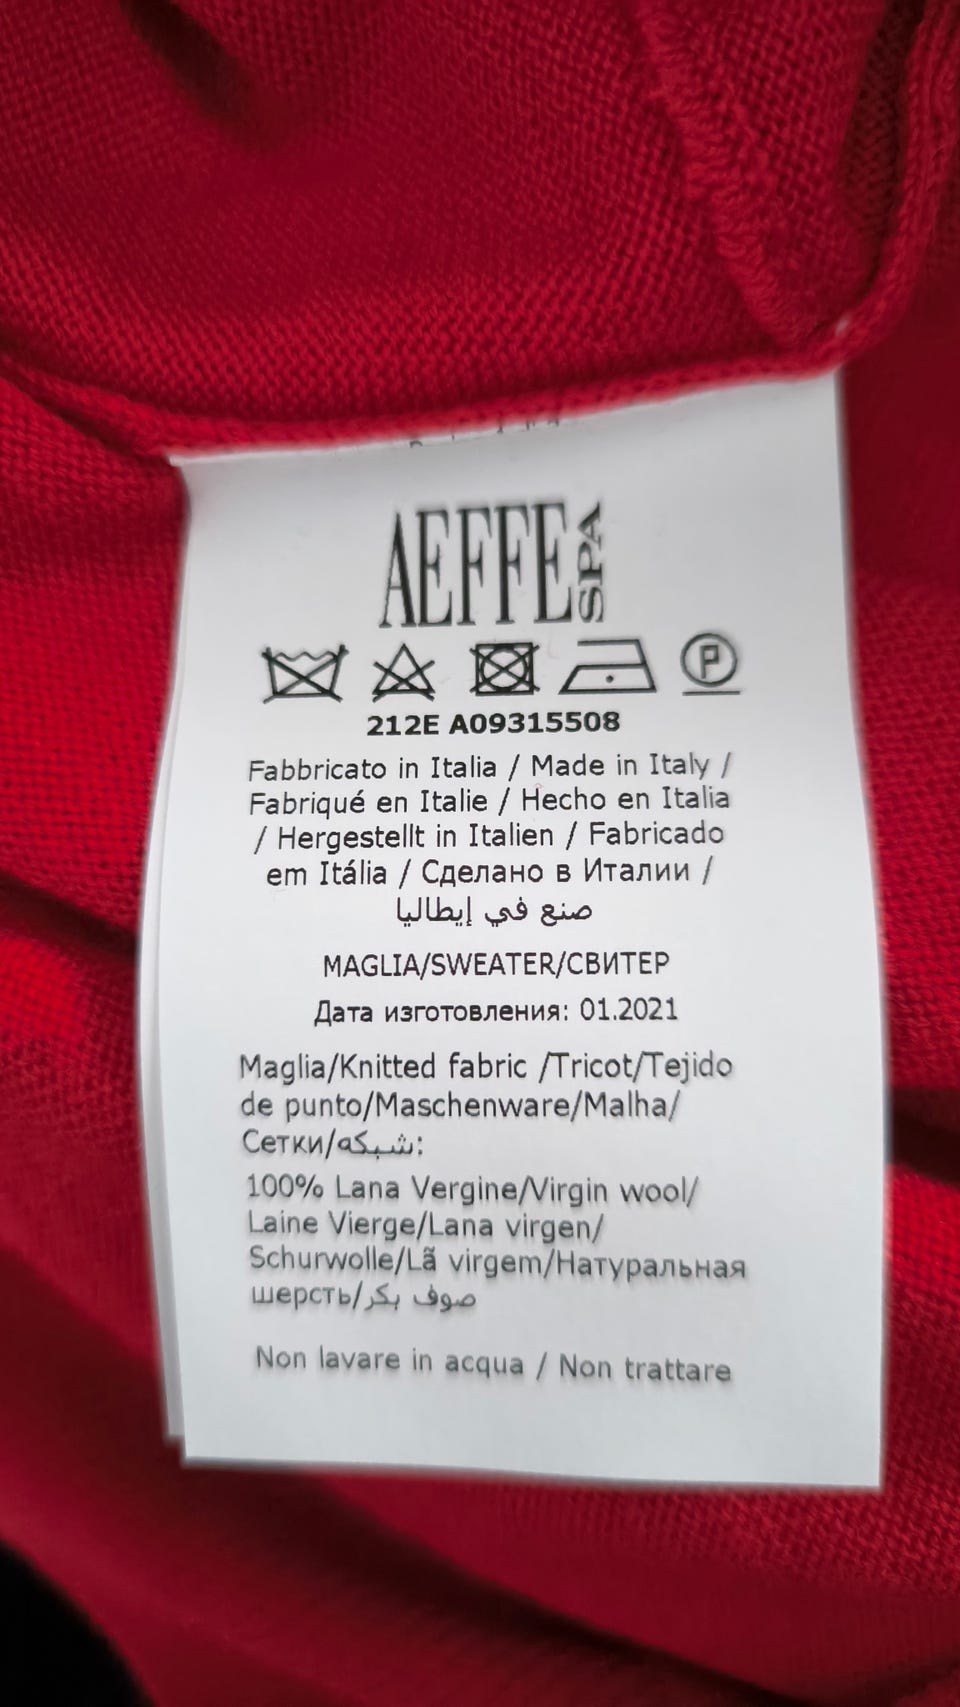 AEFFE SPA
P
212E A09315508
Fabbricato in Italia / Made in Italy /
Fabriqué en Italie / Hecho en Italia
/ Hergestellt in Italien / Fabricado
em Itália / Сделано в Италии /
صنع في إيطاليا
MAGLIA/SWEATER/СВИТЕР
Дата изготовления: 01.2021
Maglia/Knitted fabric /Tricot/Tejido
de punto/Maschenware/Malha/
Сетки/شبكه:
100% Lana Vergine/Virgin wool/
Laine Vierge/Lana virgen/
Schurwolle/Lã virgem/Натуральная
шерсть/صوف بكر
Non lavare in acqua / Non trattare